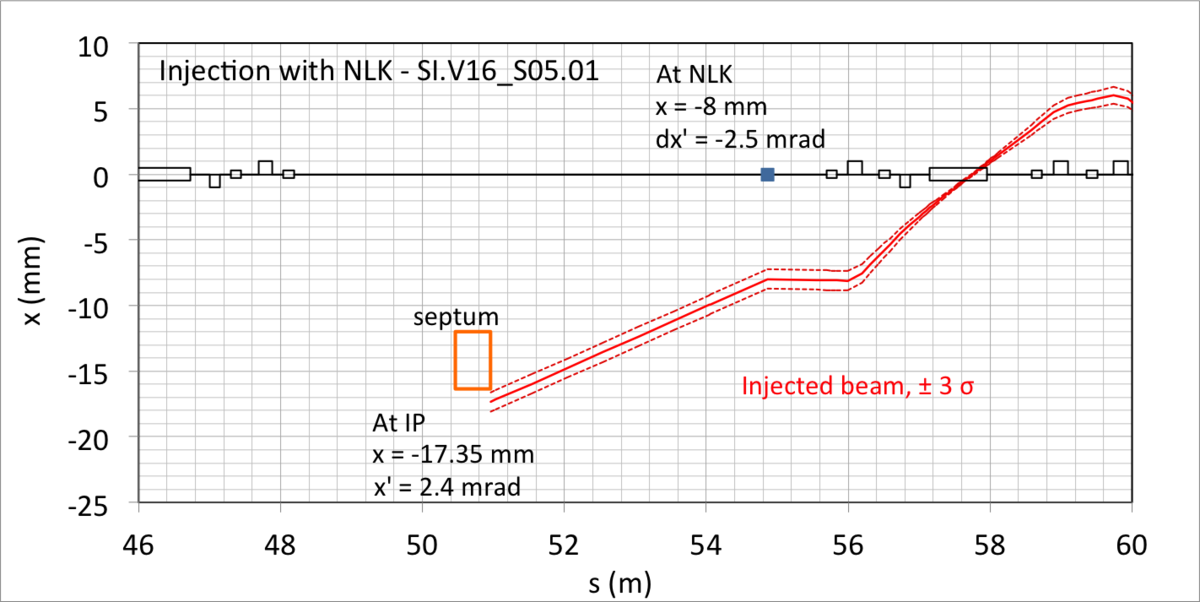 Injection with NLK - SI.V16_S05.01
At NLK
x = -8 mm
dx' = -2.5 mrad
10
5
0
-5
-10
-15
-20
-25
x (mm)
septum
Injected beam, ± 3 σ
At IP
x = -17.35 mm
x' = 2.4 mrad
46 48 50 52 54 56 58 60
s (m)